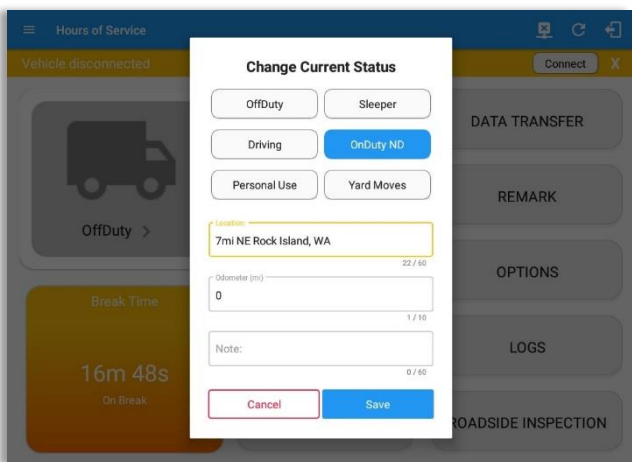 Hours of Service
Vehicle disconnected
Connect X
Change Current Status
OffDuty Sleeper
Driving OnDuty ND
Personal Use Yard Moves
Location:
7mi NE Rock Island, WA
22 / 60
Odometer (mi)
0
1 / 10
Note:
0 / 60
Cancel Save
OffDuty >
Break Time
16m 48s
On Break
DATA TRANSFER
REMARK
OPTIONS
LOGS
ROADSIDE INSPECTION